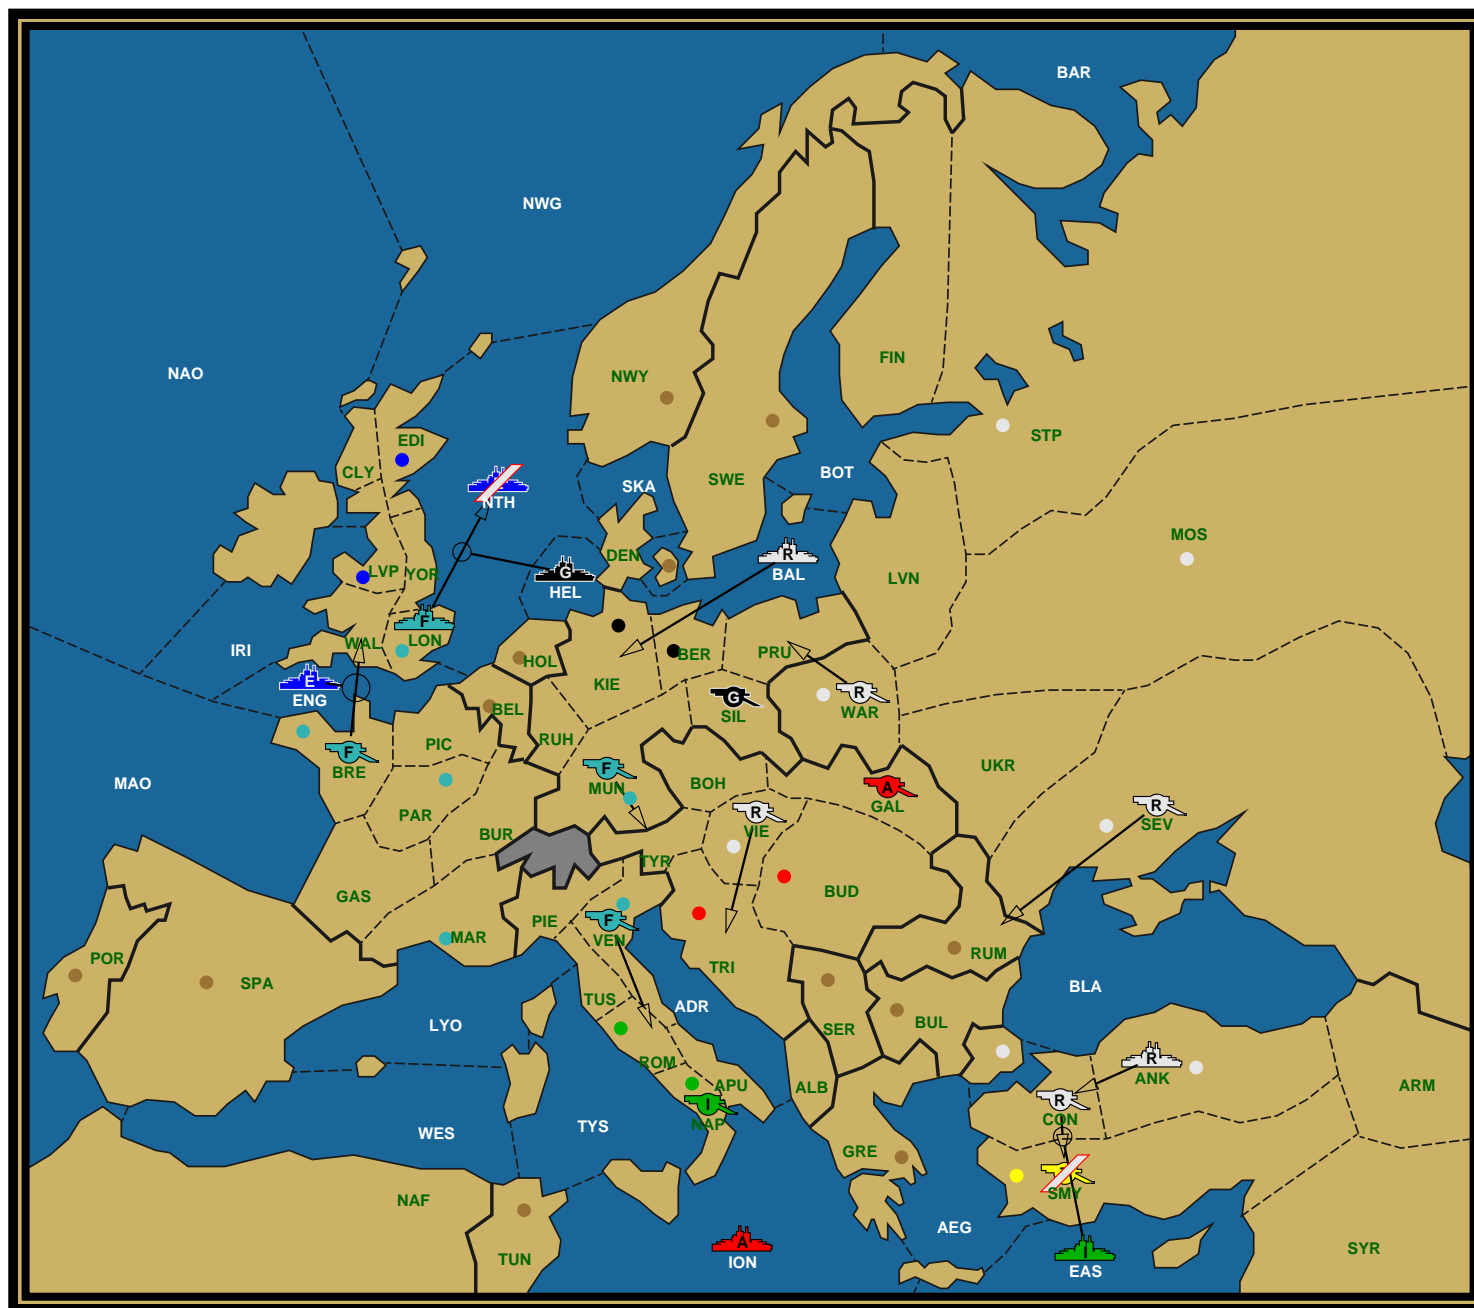 BAR
NWG
NAO
FIN
NWY
STP
EDI
CLY
SKA
BOT
SWE
NTH
MOS
R
DEN
G
BAL
LVP
YOR
LVN
HEL
F
WAL
LON
IRI
PRU
BER
HOL
E
KIE
R
G
ENG
BEL
SIL
WAR
RUH
PIC
F
BRE
UKR
F
MAO
BOH
MUN
A
GAL
R
R
PAR
VIE
SEV
BUR
TYR
BUD
GAS
F
PIE
MAR
VEN
RUM
POR
TRI
SPA
BLA
TUS
ADR
BUL
LYO
SER
R
ROM
ANK
APU
ALB
ARM
R
I
CON
NAP
TYS
WES
GRE
SMY
NAF
AEG
A
SYR
I
TUN
ION
EAS